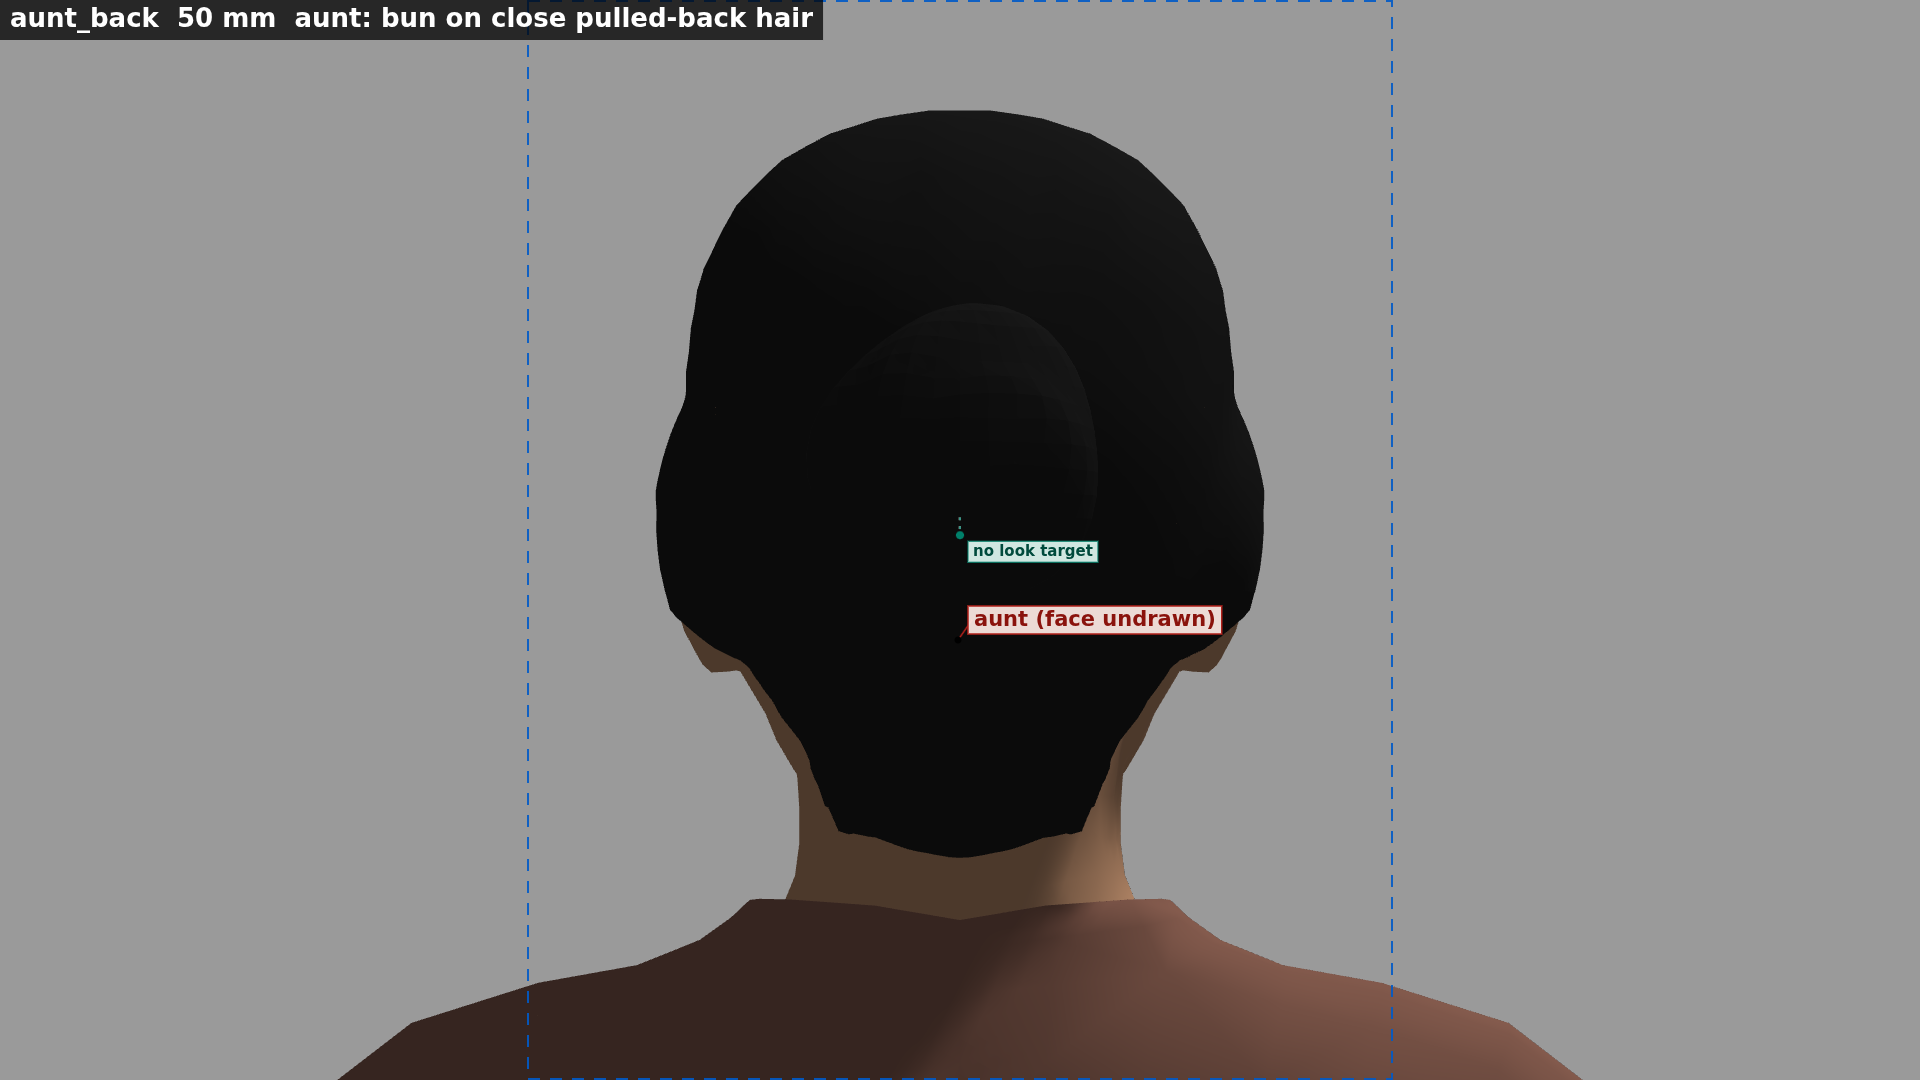 aunt_back  50 mm  aunt: bun on close pulled-back hair
no look target
aunt (face undrawn)